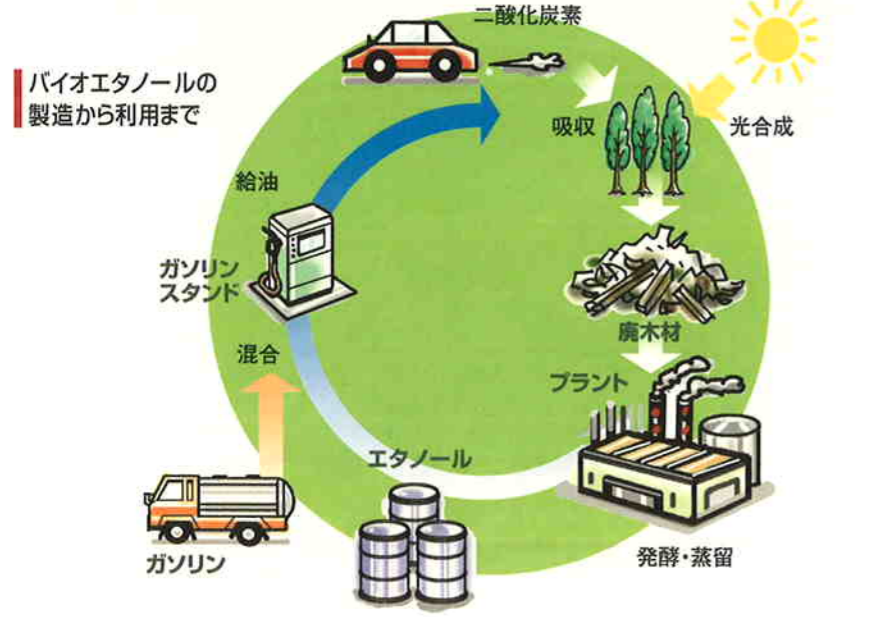 バイオエタノールの
製造から利用まで
二酸化炭素
吸収
光合成
給油
ガソリン
スタンド
廃木材
混合
プラント
エタノール
ガソリン
発酵・蒸留